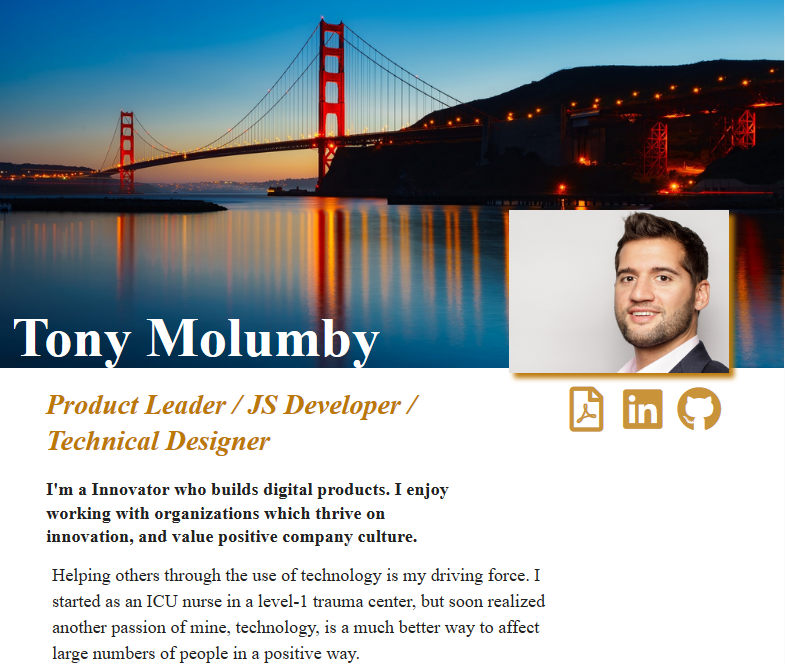 Tony Molumby
Product Leader / JS Developer /
Technical Designer
in
I'm a Innovator who builds digital products. I enjoy
working with organizations which thrive on
innovation, and value positive company culture.
Helping others through the use of technology is my driving force. I
started as an ICU nurse in a level-1 trauma center, but soon realized
another passion of mine, technology, is a much better way to affect
large numbers of people in a positive way.